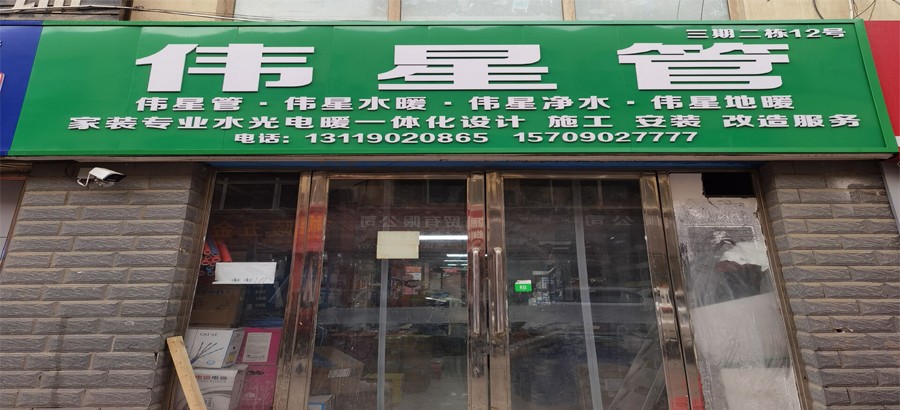 三期二栋12号
伟星管
伟星管·伟星水暖·伟星净水·伟星地暖
家装专业水光电暖一体化设计 施工 安装 改造服务
电话：13119020865 15709027777